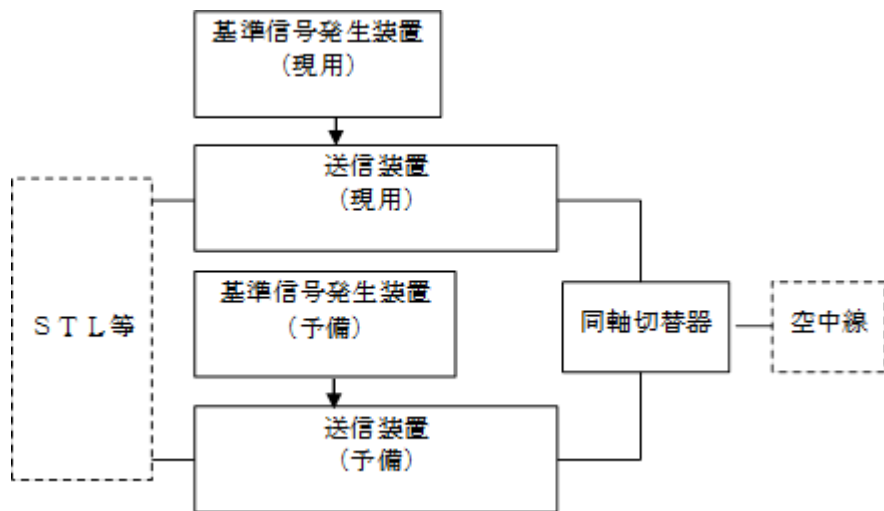 基準信号発生装置
（現用）
送信装置
（現用）
基準信号発生装置
（予備）
ＳＴＬ等
同軸切替器
空中線
送信装置
（予備）